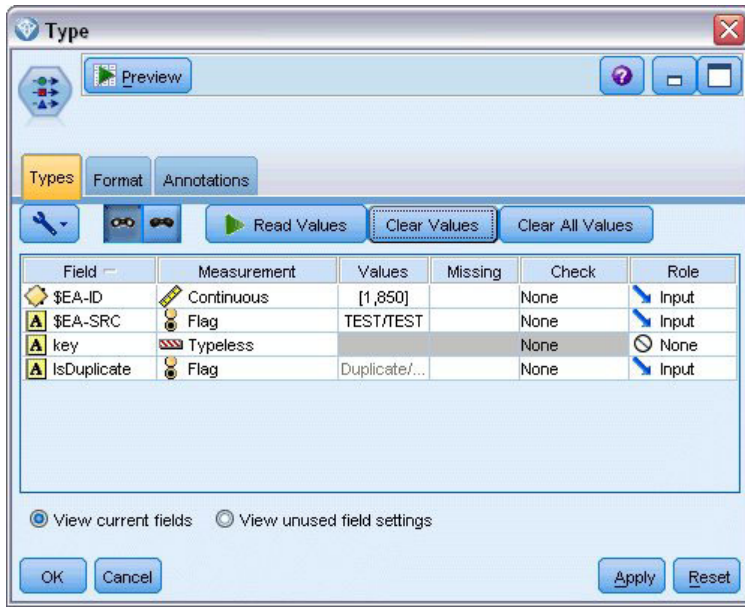 Type
Preview
Types Format Annotations
Read Values Clear Values Clear All Values
Field Measurement Values Missing Check Role
$EA-ID Continuous [1,850] None Input
A $EA-SRC Flag TEST/TEST None Input
A key Typeless None None
A IsDuplicate Flag Duplicate/... None Input
View current fields View unused field settings
OK Cancel Apply Reset